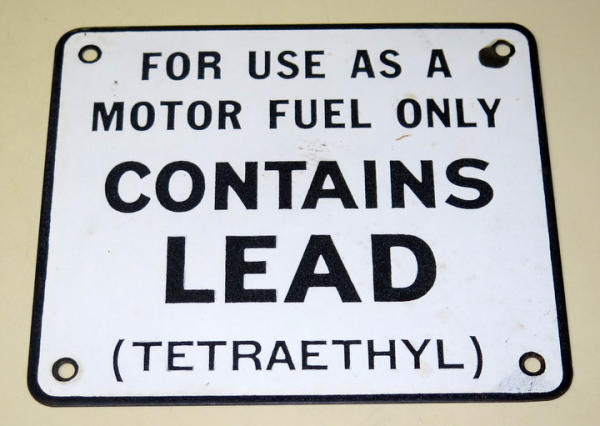 FOR USE AS A
MOTOR FUEL ONLY
CONTAINS
LEAD
(TETRAETHYL)